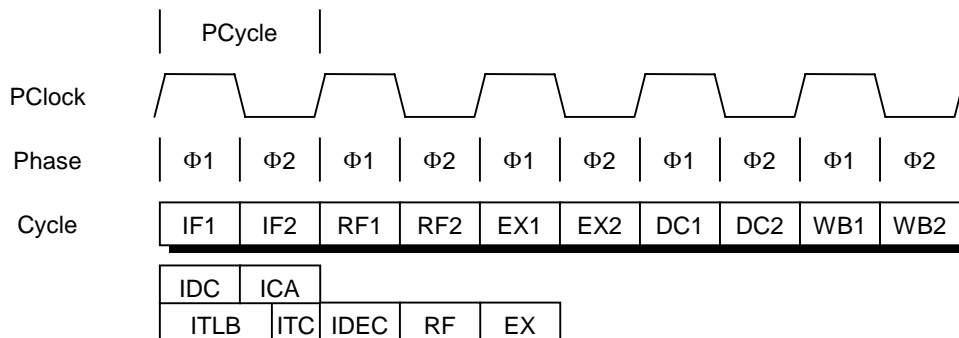 PCycle
PClock
Phase Φ1 Φ2 Φ1 Φ2 Φ1 Φ2 Φ1 Φ2 Φ1 Φ2
Cycle IF1 IF2 RF1 RF2 EX1 EX2 DC1 DC2 WB1 WB2
IDC ICA
ITLB ITC IDEC RF EX